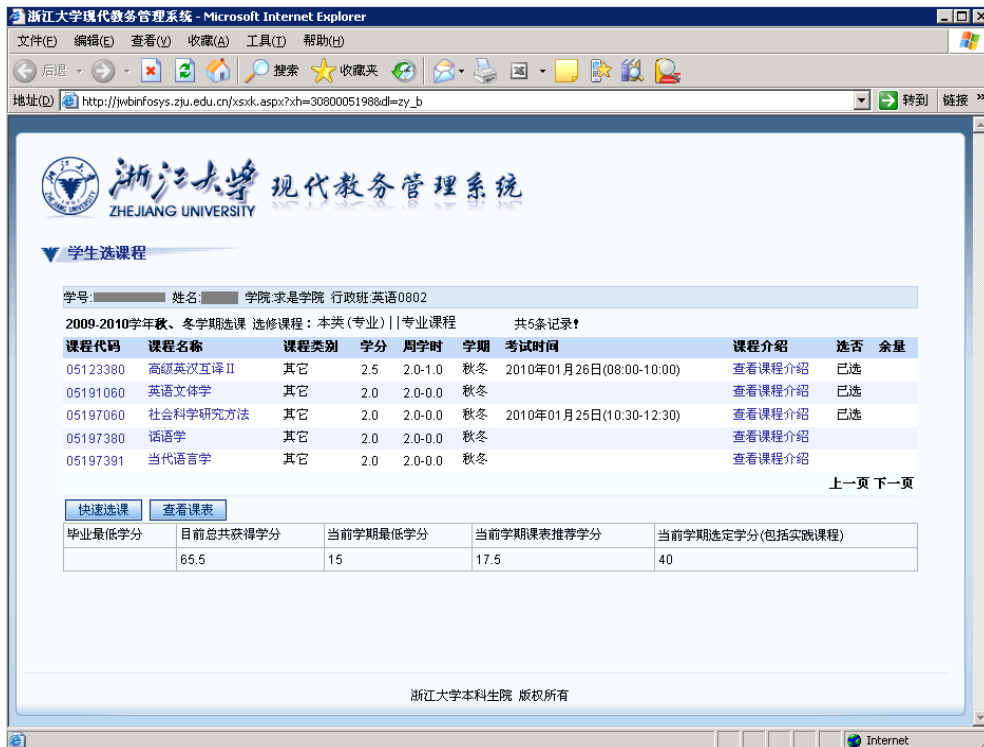 浙江大学现代教务管理系统 - Microsoft Internet Explorer
文件(F) 编辑(E) 查看(V) 收藏(A) 工具(T) 帮助(H)
后退 搜索 收藏夹
地址(D) http://jwbinfosys.zju.edu.cn/xsxk.aspx?xh=3080005198&dl=zy_b 转到 链接 »
浙江大学 现代教务管理系统
ZHEJIANG UNIVERSITY
学生选课程
学号: 姓名: 学院:求是学院 行政班:英语0802
2009-2010学年秋、冬学期选课 选修课程：本类(专业)||专业课程 共5条记录!
课程代码 课程名称 课程类别 学分 周学时 学期 考试时间 课程介绍 选否 余量
05123380 高级英汉互译II 其它 2.5 2.0-1.0 秋冬 2010年01月26日(08:00-10:00) 查看课程介绍 已选
05191060 英语文体学 其它 2.0 2.0-0.0 秋冬 查看课程介绍 已选
05197060 社会科学研究方法 其它 2.0 2.0-0.0 秋冬 2010年01月25日(10:30-12:30) 查看课程介绍 已选
05197380 话语学 其它 2.0 2.0-0.0 秋冬 查看课程介绍
05197391 当代语言学 其它 2.0 2.0-0.0 秋冬 查看课程介绍
上一页 下一页
快速选课 查看课表
毕业最低学分 目前总共获得学分 当前学期最低学分 当前学期课表推荐学分 当前学期选定学分(包括实践课程)
65.5 15 17.5 40
浙江大学本科生院 版权所有
Internet